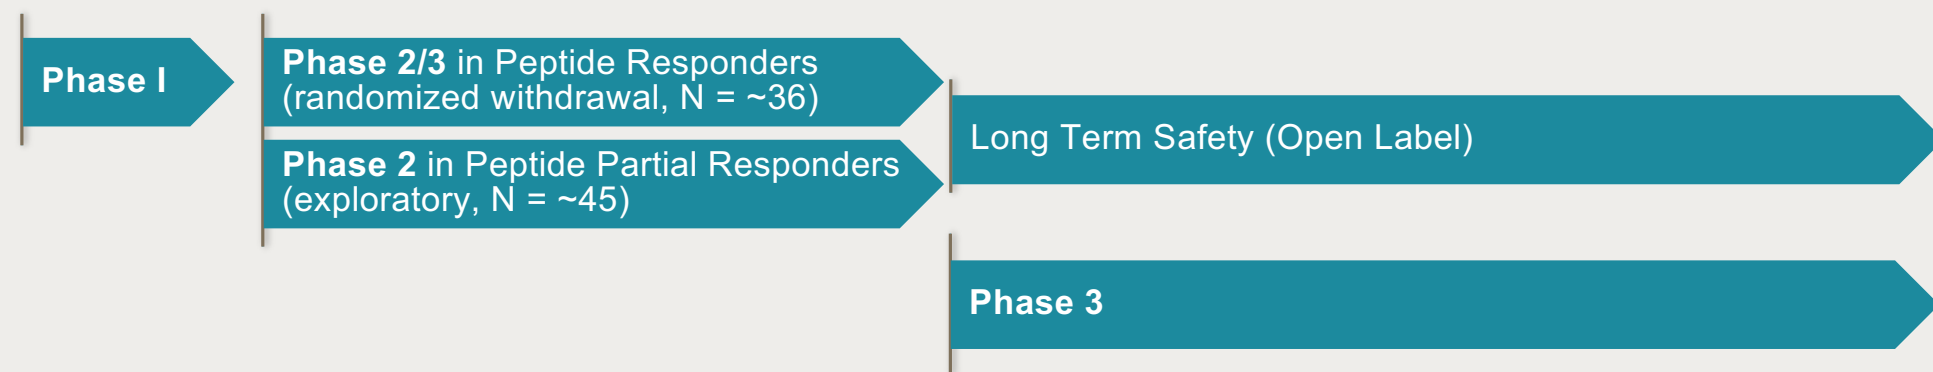 Phase I
Phase 2/3 in Peptide Responders
(randomized withdrawal, N = ~36)
Phase 2 in Peptide Partial Responders
(exploratory, N = ~45)
Long Term Safety (Open Label)
Phase 3